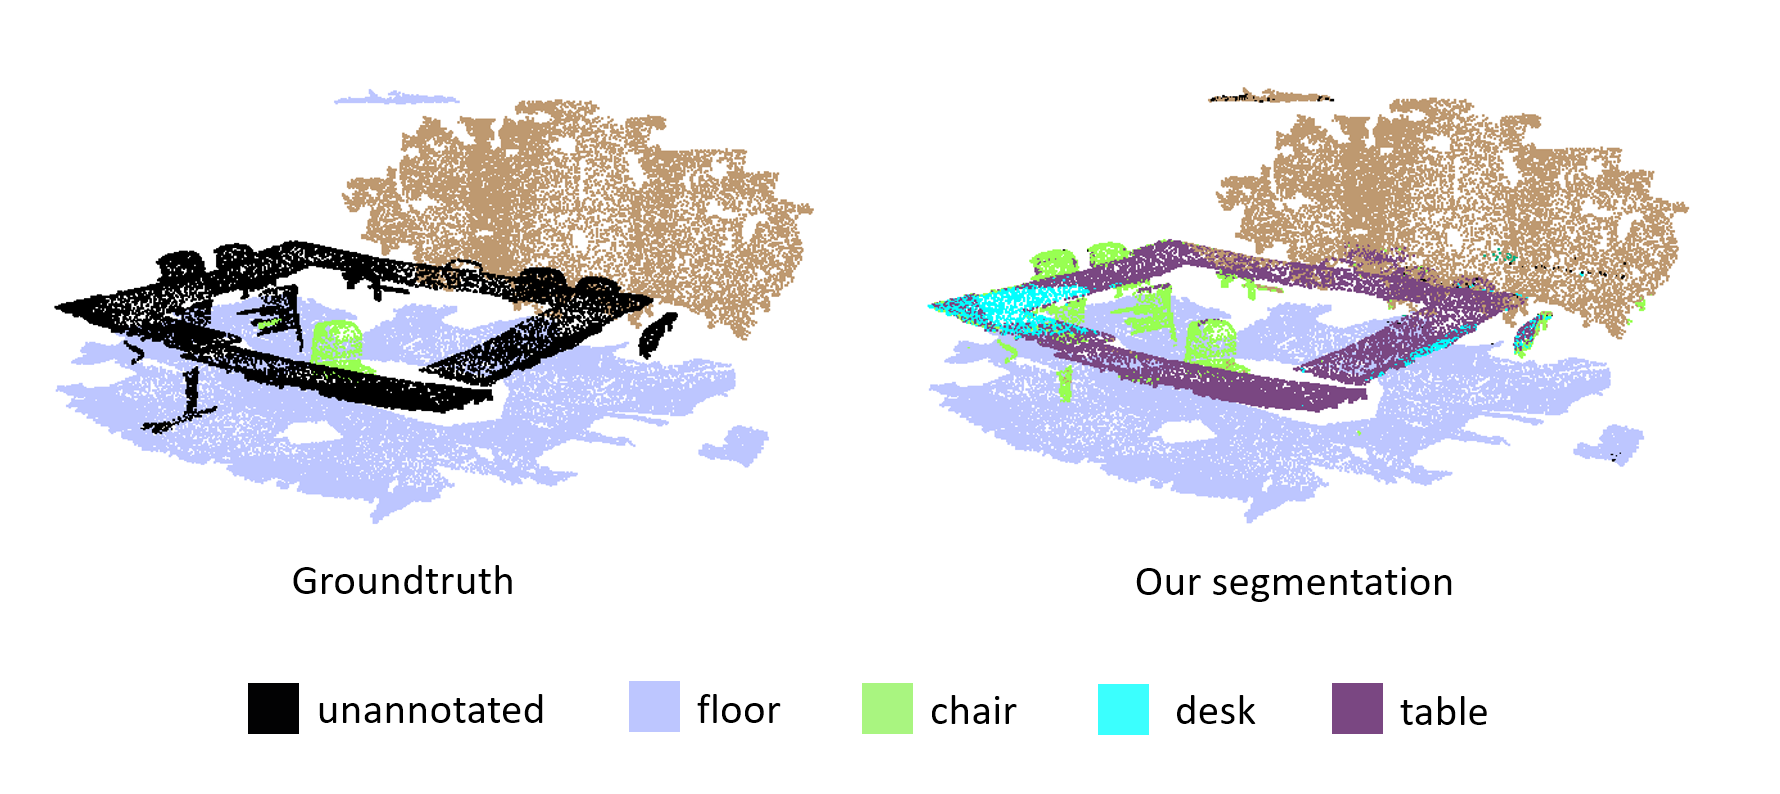 Groundtruth
Our segmentation
unannotated
floor
chair
desk
table